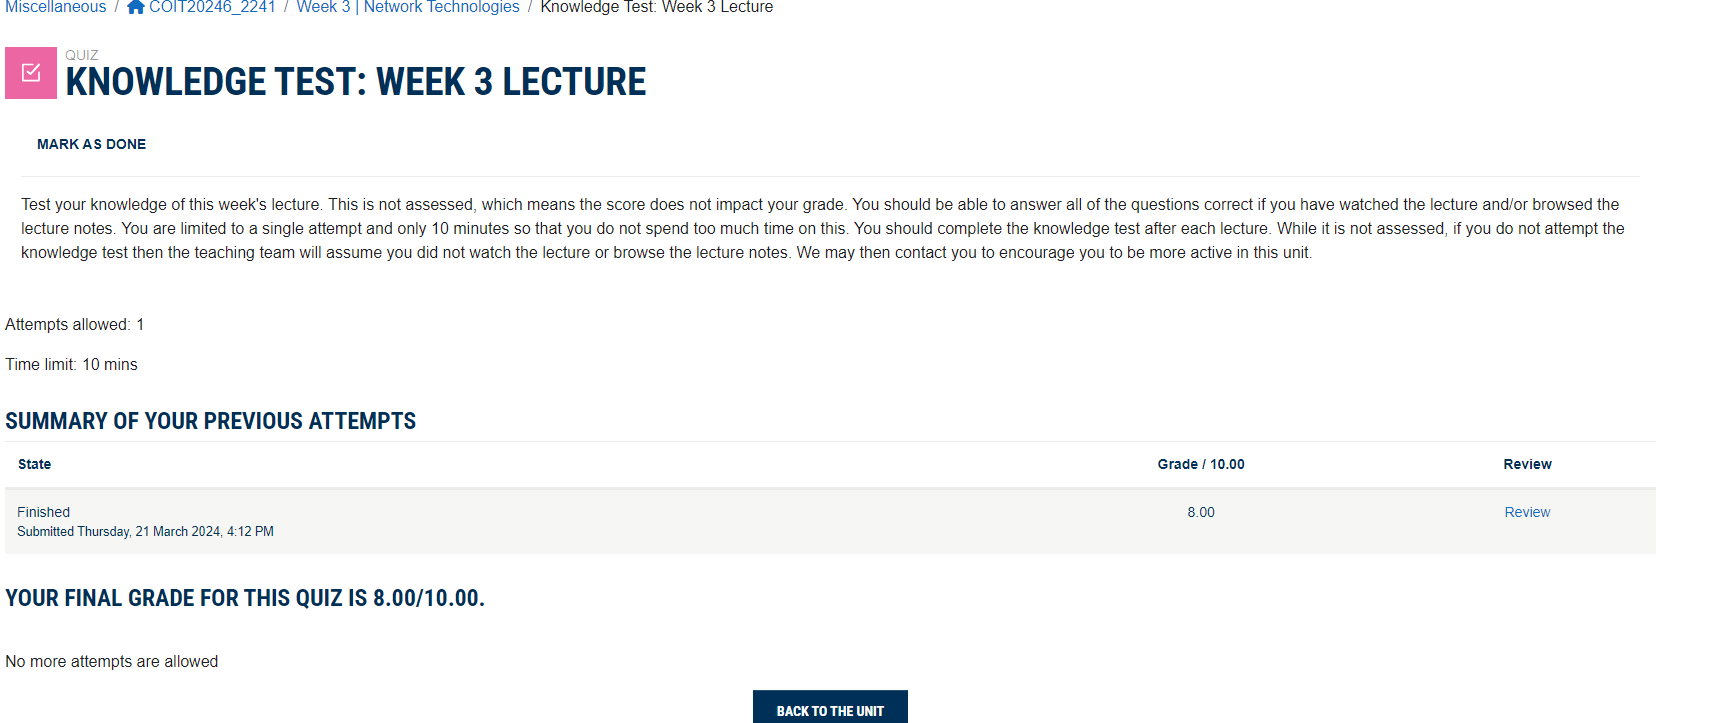 Miscellaneous / COIT20246_2241 / Week 3 | Network Technologies / Knowledge Test: Week 3 Lecture
QUIZ
KNOWLEDGE TEST: WEEK 3 LECTURE
MARK AS DONE
Test your knowledge of this week's lecture. This is not assessed, which means the score does not impact your grade. You should be able to answer all of the questions correct if you have watched the lecture and/or browsed the
lecture notes. You are limited to a single attempt and only 10 minutes so that you do not spend too much time on this. You should complete the knowledge test after each lecture. While it is not assessed, if you do not attempt the
knowledge test then the teaching team will assume you did not watch the lecture or browse the lecture notes. We may then contact you to encourage you to be more active in this unit.
Attempts allowed: 1
Time limit: 10 mins
SUMMARY OF YOUR PREVIOUS ATTEMPTS
State Grade / 10.00 Review
Finished 8.00 Review
Submitted Thursday, 21 March 2024, 4:12 PM
YOUR FINAL GRADE FOR THIS QUIZ IS 8.00/10.00.
No more attempts are allowed
BACK TO THE UNIT